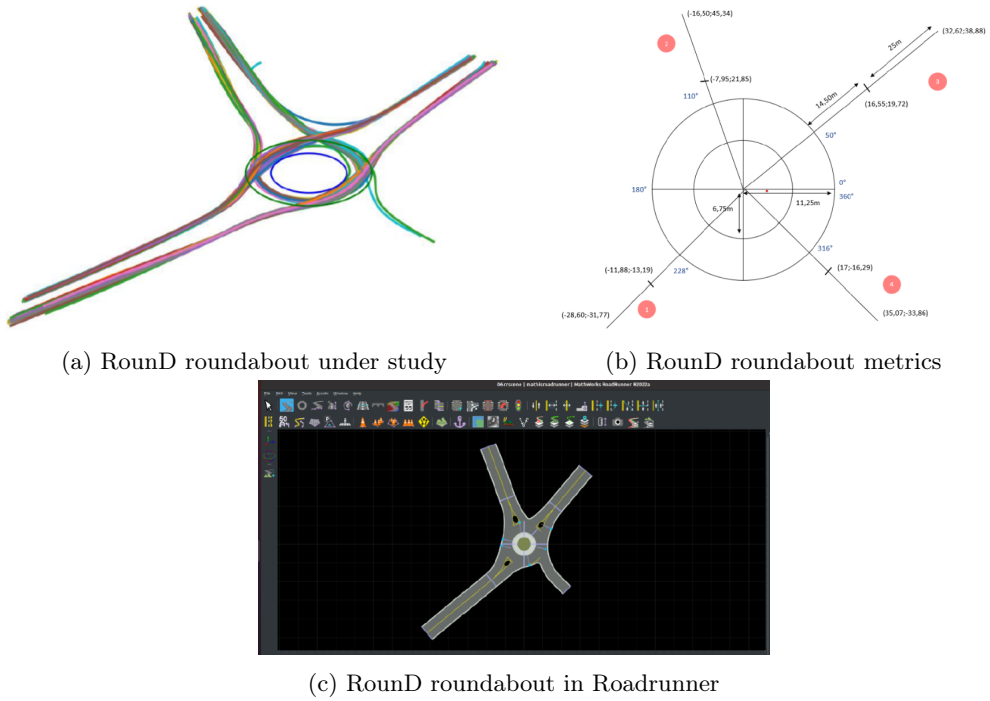 (-16,50;45,34)
2
25m
(32,62;38,88)
(-7,95;21,85)
3
14,50m
(16,55;19,72)
110°
50°
180°
0°
360°
6,75m
11,25m
316°
(-11,88;-13,19)
228°
(17;-16,29)
4
1
(-28,60;-31,77)
(35,07;-33,86)
(a) RounD roundabout under study
(b) RounD roundabout metrics
(c) RounD roundabout in Roadrunner